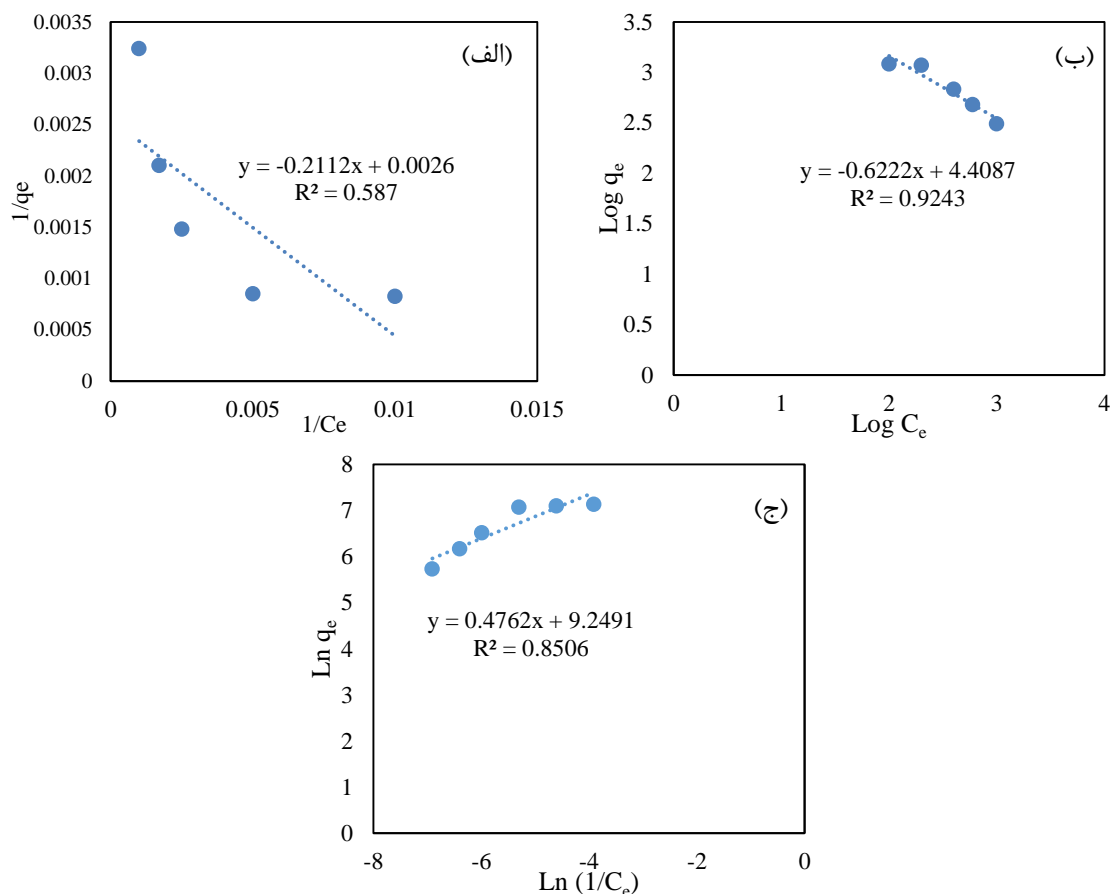 (الف)
0.0035
0.003
0.0025
0.002
0.0015
0.001
0.0005
0
1/qe
y = -0.2112x + 0.0026
R² = 0.587
0
0.005
0.01
0.015
1/Ce
(ب)
3.5
3
2.5
2
1.5
1
0.5
0
Log qₑ
y = -0.6222x + 4.4087
R² = 0.9243
0
1
2
3
4
Log Cₑ
(ج)
8
7
6
5
4
3
2
1
0
Ln qₑ
y = 0.4762x + 9.2491
R² = 0.8506
-8
-6
-4
-2
0
Ln (1/Cₑ)